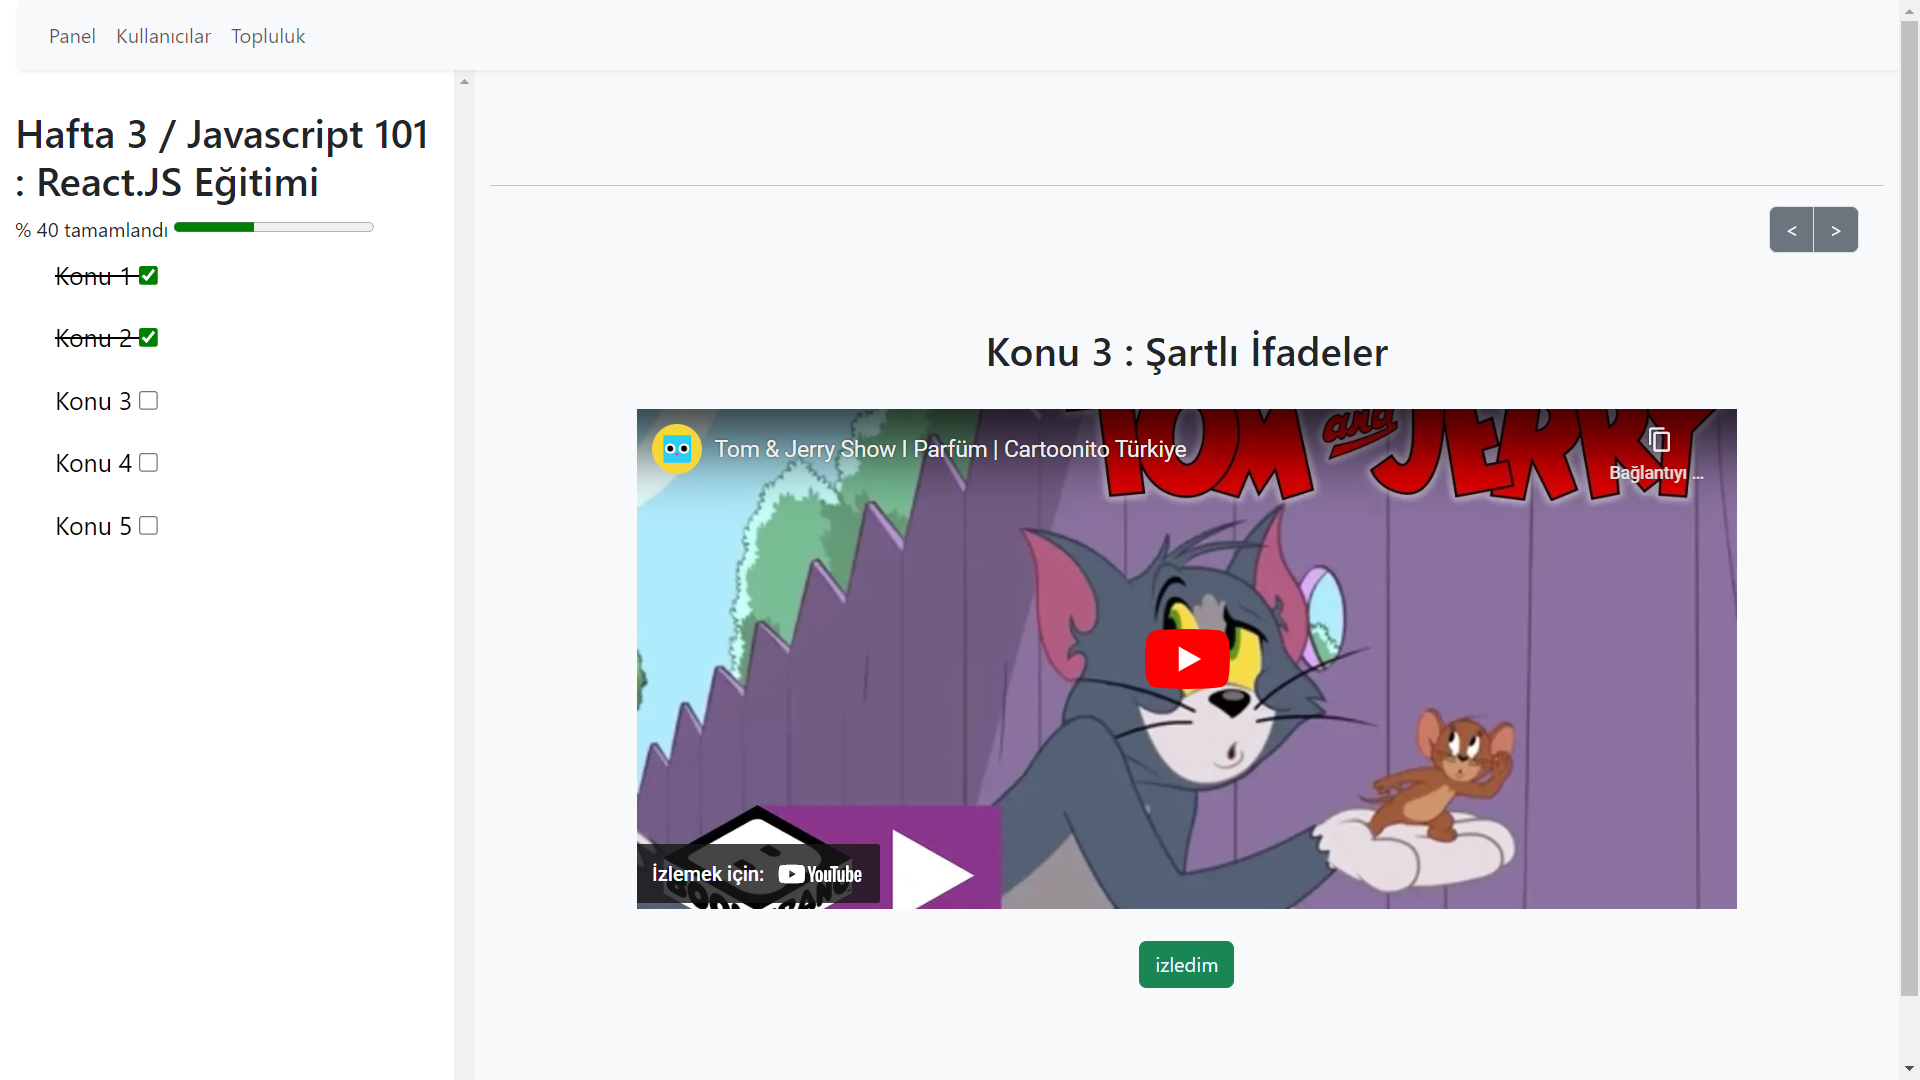 Panel Kullanıcılar Topluluk
Hafta 3 / Javascript 101
: React.JS Eğitimi
% 40 tamamlandı
Konu 1
Konu 2
Konu 3
Konu 4
Konu 5
< >
Konu 3 : Şartlı İfadeler
TOM and JERRY
Tom & Jerry Show I Parfüm | Cartoonito Türkiye
Bağlantıyı ...
İzlemek için: YouTube
izledim